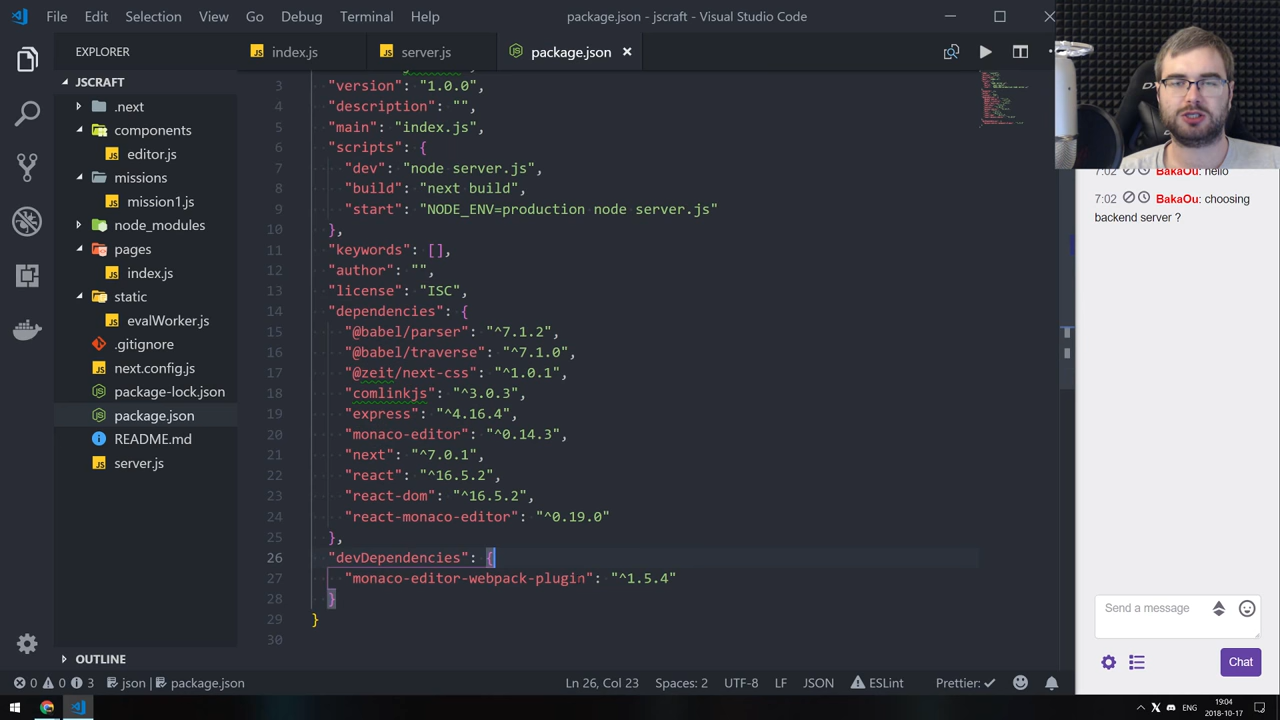 File Edit Selection View Go Debug Terminal Help
package.json - jscraft - Visual Studio Code
EXPLORER
index.js
server.js
package.json
JSCRAFT
.next
components
editor.js
missions
mission1.js
node_modules
pages
index.js
static
evalWorker.js
.gitignore
next.config.js
package-lock.json
package.json
README.md
server.js
OUTLINE
3 "version": "1.0.0",
4 "description": "",
5 "main": "index.js",
6 "scripts": {
7 "dev": "node server.js",
8 "build": "next build",
9 "start": "NODE_ENV=production node server.js"
10 },
11 "keywords": [],
12 "author": "",
13 "license": "ISC",
14 "dependencies": {
15 "@babel/parser": "^7.1.2",
16 "@babel/traverse": "^7.1.0",
17 "@zeit/next-css": "^1.0.1",
18 "comlinkjs": "^3.0.3",
19 "express": "^4.16.4",
20 "monaco-editor": "^0.14.3",
21 "next": "^7.0.1",
22 "react": "^16.5.2",
23 "react-dom": "^16.5.2",
24 "react-monaco-editor": "^0.19.0"
25 },
26 "devDependencies": {
27 "monaco-editor-webpack-plugin": "^1.5.4"
28 }
29 }
30
7:02 BakaOu: hello
7:02 BakaOu: choosing
backend server ?
Send a message
Chat
0 0 3 json package.json
Ln 26, Col 23 Spaces: 2 UTF-8 LF JSON ESLint Prettier:
ENG
19:04
2018-10-17